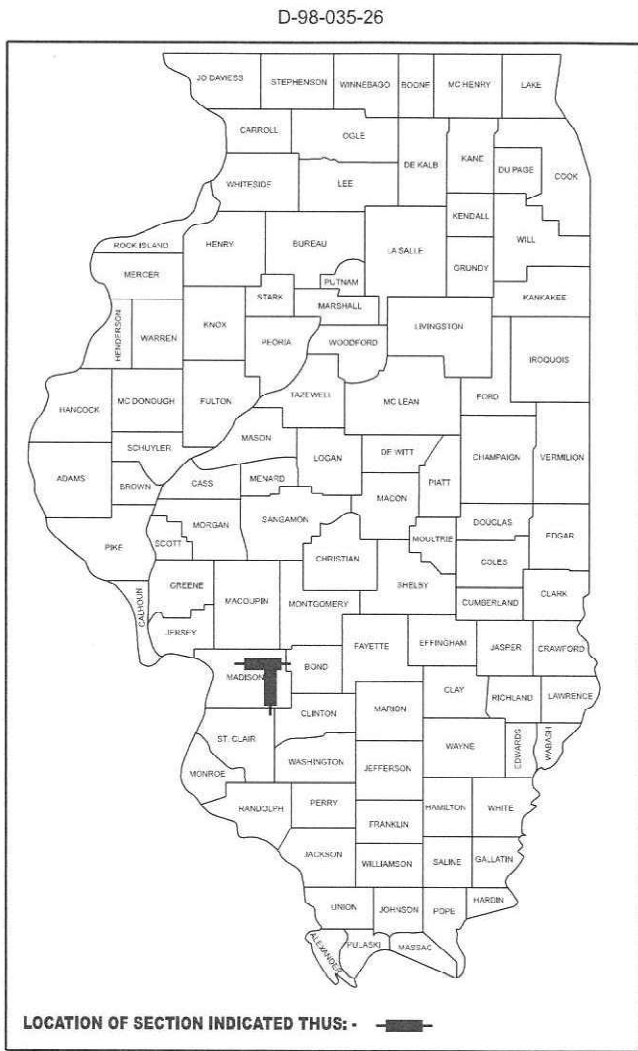 D-98-035-26
JO DAVIESS
STEPHENSON
WINNEBAGO
BOONE
MC HENRY
LAKE
CARROLL
OGLE
DE KALB
KANE
DU PAGE
COOK
WHITESIDE
LEE
KENDALL
WILL
ROCK ISLAND
HENRY
BUREAU
LA SALLE
GRUNDY
MERCER
PUTNAM
STARK
MARSHALL
KANKAKEE
HENDERSON
WARREN
KNOX
PEORIA
WOODFORD
LIVINGSTON
IROQUOIS
HANCOCK
MC DONOUGH
FULTON
TAZEWELL
MC LEAN
FORD
SCHUYLER
MASON
LOGAN
DE WITT
CHAMPAIGN
VERMILION
ADAMS
BROWN
CASS
MENARD
MACON
PIATT
PIKE
SCOTT
MORGAN
SANGAMON
CHRISTIAN
MOULTRIE
DOUGLAS
EDGAR
COLES
CALHOUN
GREENE
MACOUPIN
MONTGOMERY
SHELBY
CUMBERLAND
CLARK
JERSEY
FAYETTE
EFFINGHAM
JASPER
CRAWFORD
MADISON
BOND
CLAY
RICHLAND
LAWRENCE
CLINTON
MARION
ST. CLAIR
WASHINGTON
WAYNE
EDWARDS
WABASH
MONROE
JEFFERSON
RANDOLPH
PERRY
HAMILTON
WHITE
FRANKLIN
JACKSON
WILLIAMSON
SALINE
GALLATIN
UNION
JOHNSON
POPE
HARDIN
ALEXANDER
PULASKI
MASSAC
LOCATION OF SECTION INDICATED THUS: -